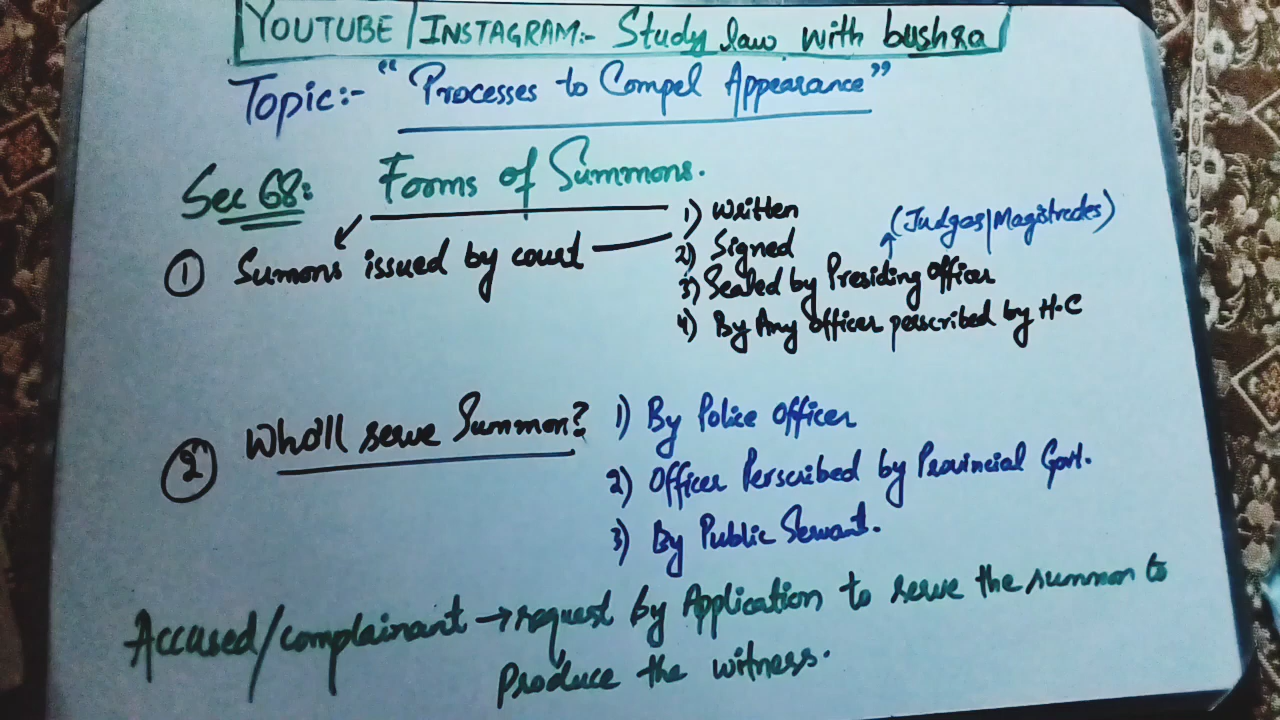 YOUTUBE/INSTAGRAM:- Study law with bushra
Topic:- "Processes to Compel Appearance"
Sec 68: Forms of Summons.
① Sumons issued by court
1) Written
2) Signed
3) Sealed by Presiding Officer
(Judges/Magistrades)
4) By Any officer perscribed by H.C
② Who'll serve Summon?
1) By Police Officer
2) Officer Perscribed by Provincial Govt.
3) By Public Servant.
Accused/complainant → request by Application to serve the summon to
Produce the witness.